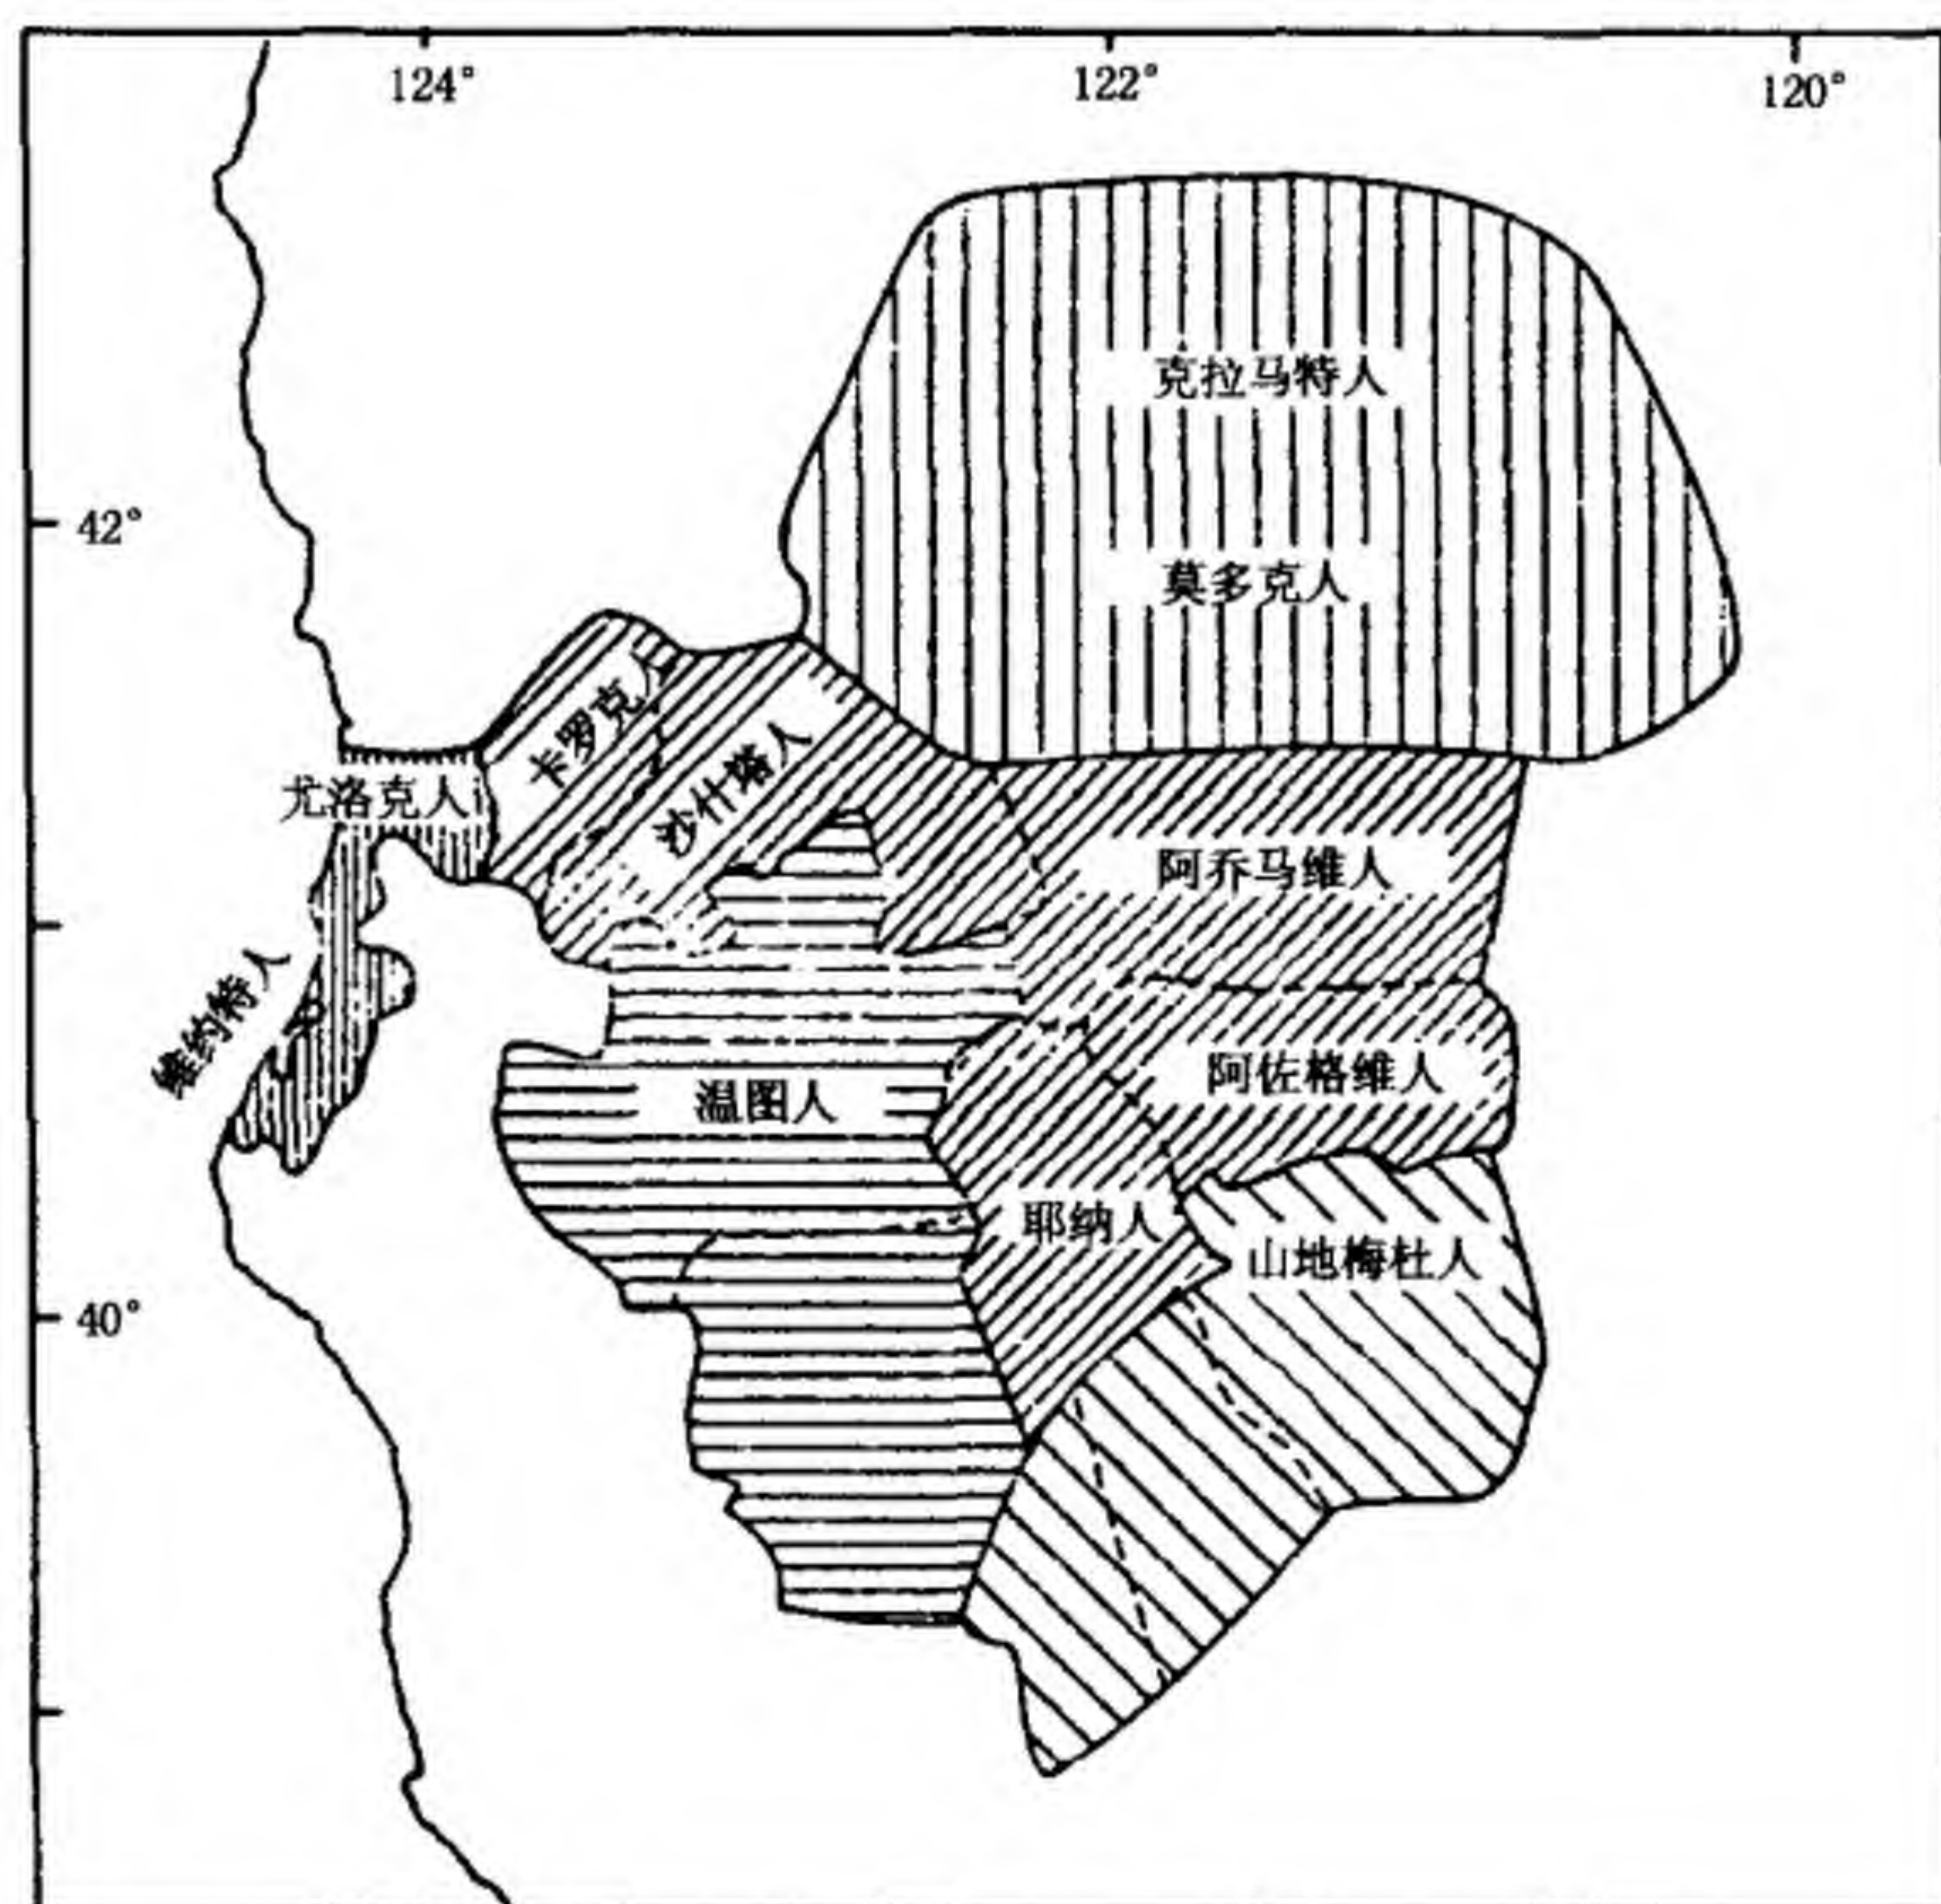 124°
122°
120°
克拉马特人
42°
莫多克人
卡罗克人
沙什塔人
尤洛克人
阿乔马维人
维约特人
阿佐格维人
温图人
耶纳人
山地梅杜人
40°